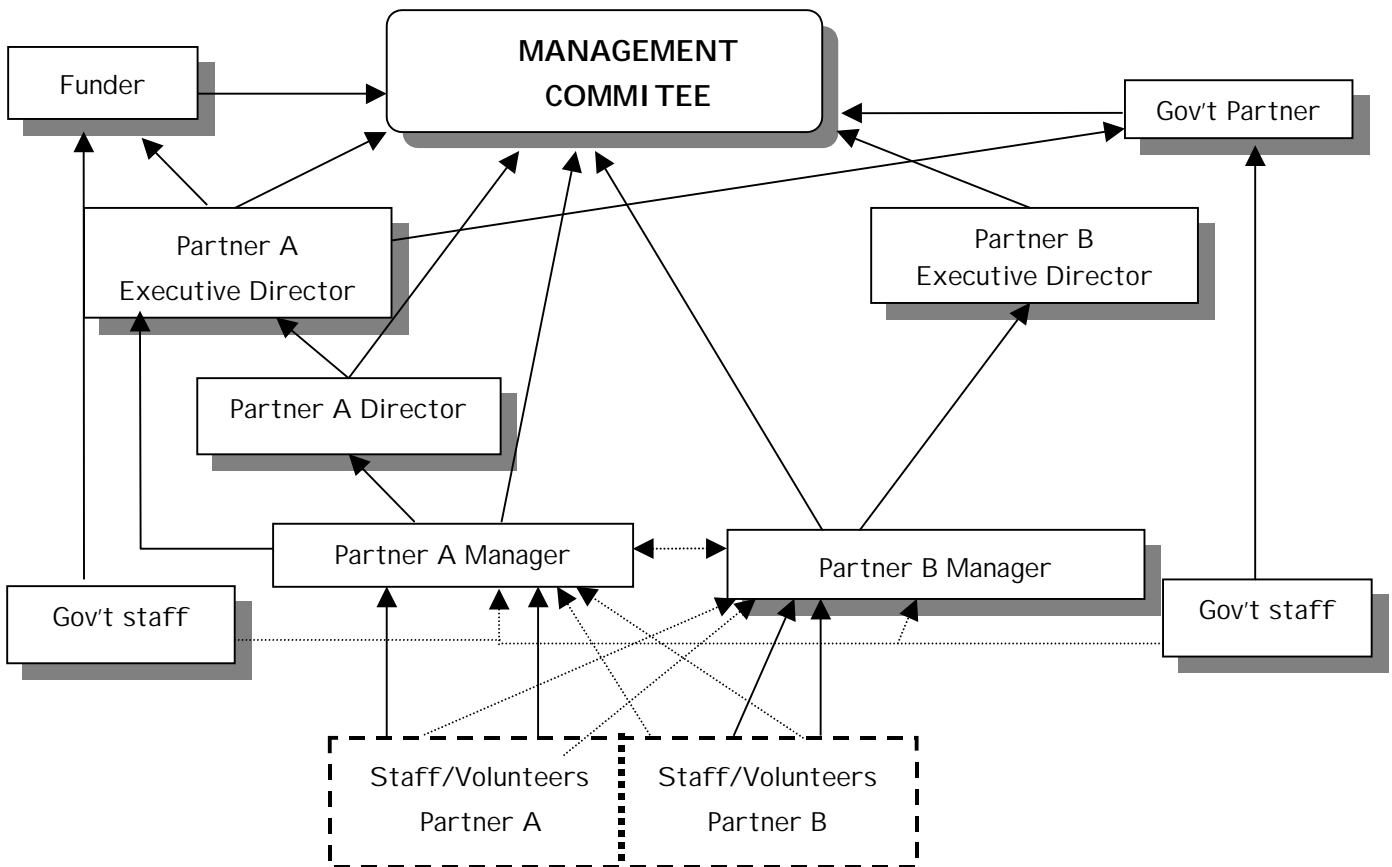 MANAGEMENT
COMMITEE
Funder
Gov't Partner
Partner A
Executive Director
Partner B
Executive Director
Partner A Director
Partner A Manager
Partner B Manager
Gov't staff
Gov't staff
Staff/Volunteers
Partner A
Staff/Volunteers
Partner B